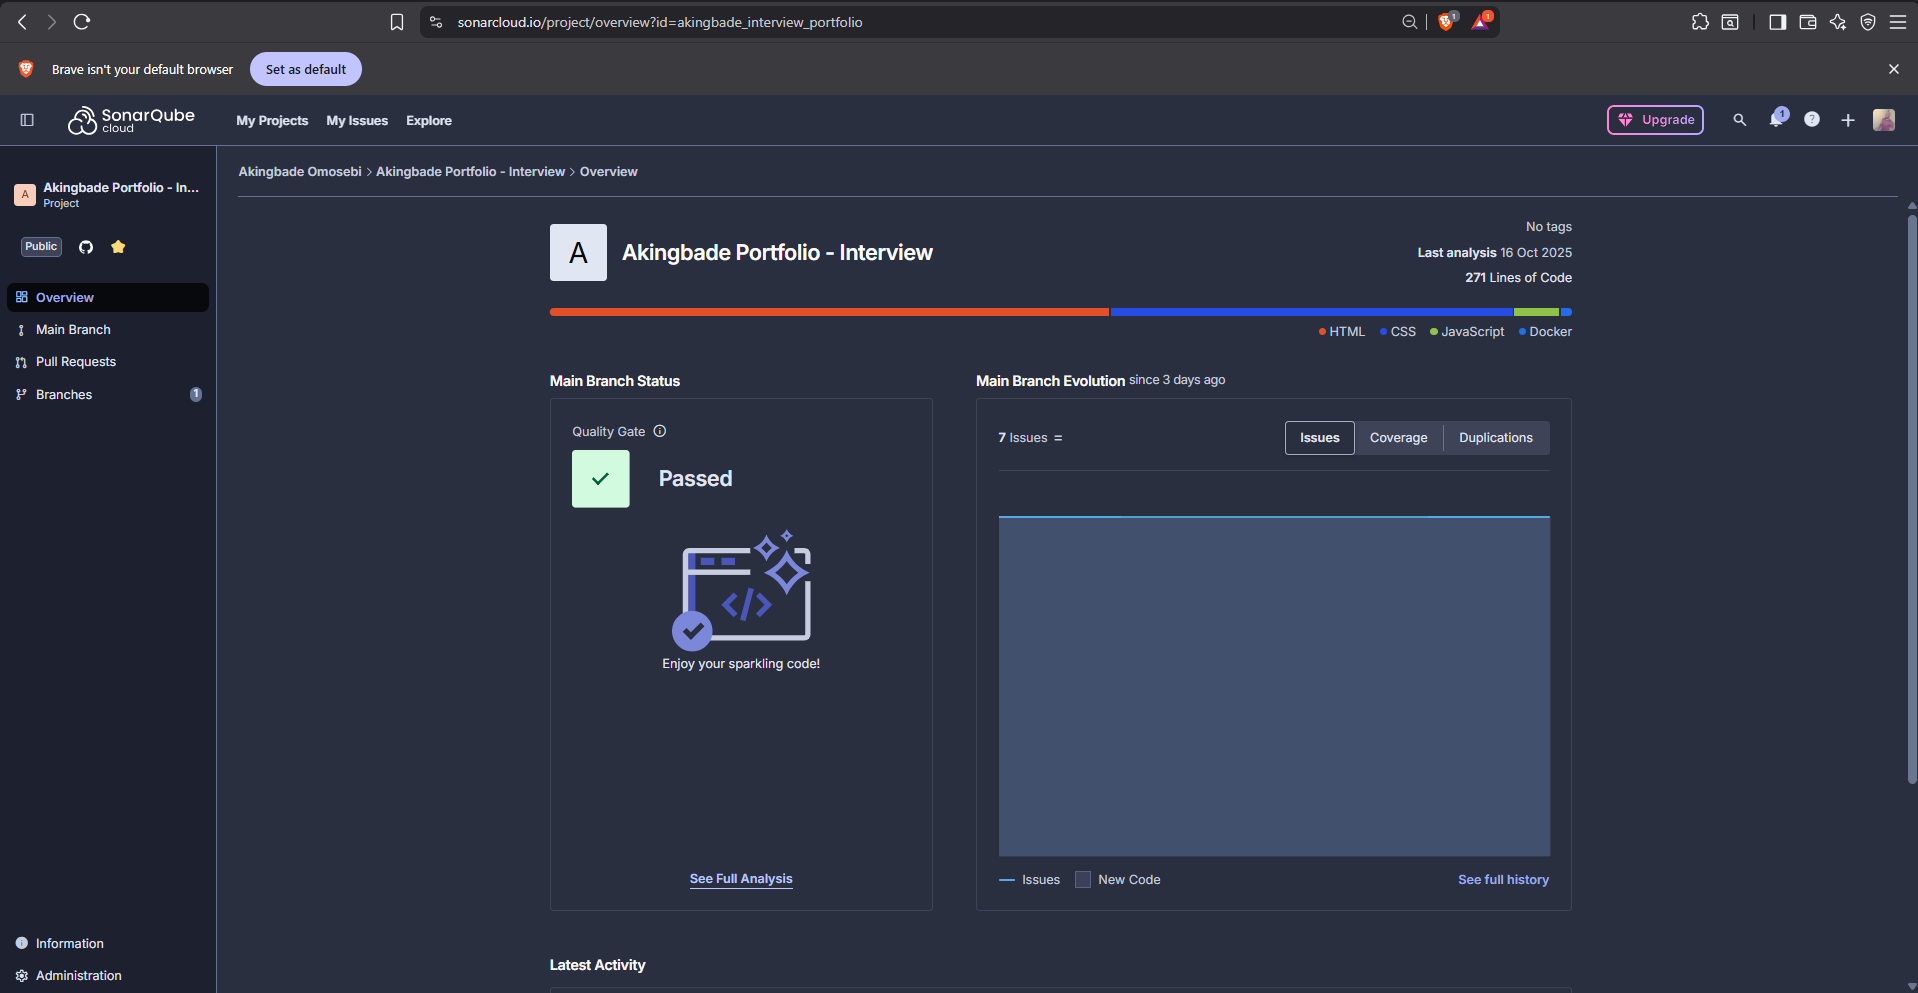 sonarcloud.io/project/overview?id=akingbade_interview_portfolio
1
1
Brave isn't your default browser
Set as default
SonarQube
cloud
My Projects
My Issues
Explore
Upgrade
1
A
Akingbade Portfolio - In...
Project
Public
Overview
Main Branch
Pull Requests
Branches
1
Information
Administration
Akingbade Omosebi > Akingbade Portfolio - Interview > Overview
A
Akingbade Portfolio - Interview
No tags
Last analysis 16 Oct 2025
271 Lines of Code
HTML
CSS
JavaScript
Docker
Main Branch Status
Quality Gate
Passed
Enjoy your sparkling code!
See Full Analysis
Main Branch Evolution since 3 days ago
7 Issues =
Issues
Coverage
Duplications
Issues
New Code
See full history
Latest Activity